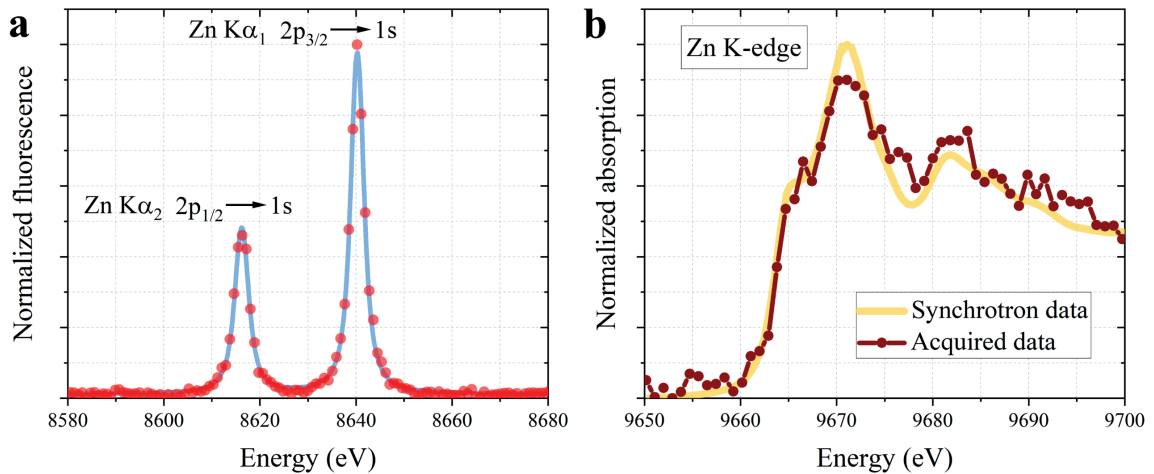 a
Zn Kα₁ 2p₃/₂ ⟶ 1s
Zn Kα₂ 2p₁/₂ ⟶ 1s
Normalized fluorescence
8580 8600 8620 8640 8660 8680
Energy (eV)
b
Zn K-edge
Normalized absorption
Synchrotron data
Acquired data
9650 9660 9670 9680 9690 9700
Energy (eV)